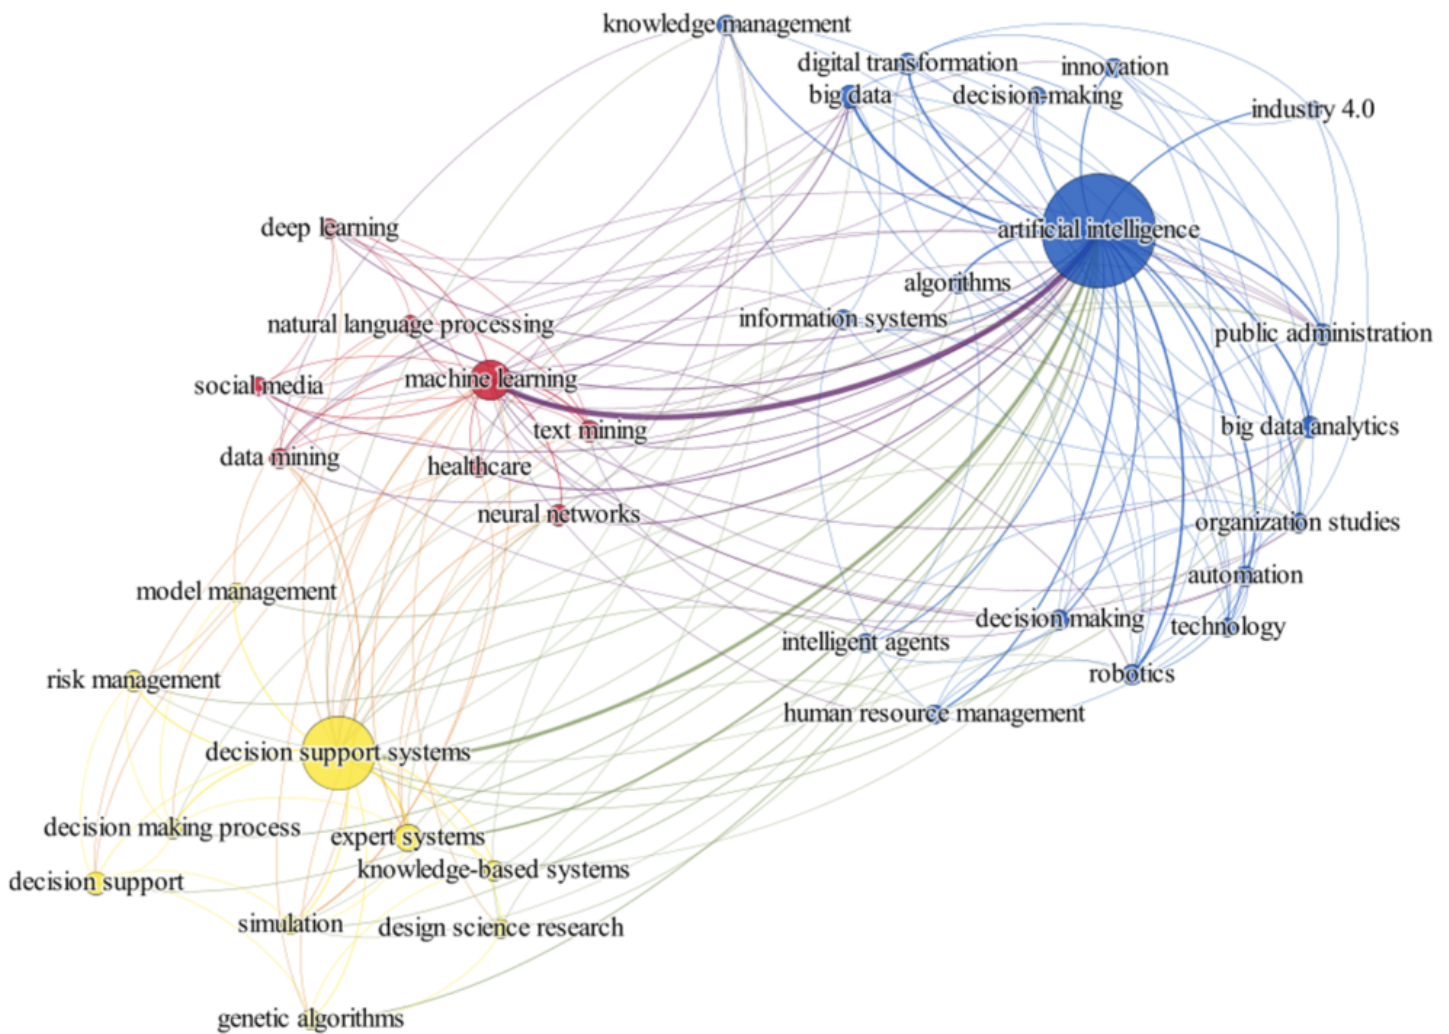 knowledge management
digital transformation
innovation
big data
decision-making
industry 4.0
deep learning
artificial intelligence
algorithms
natural language processing
information systems
public administration
social media
machine learning
text mining
big data analytics
data mining
healthcare
neural networks
organization studies
automation
model management
decision making
technology
intelligent agents
robotics
risk management
human resource management
decision support systems
decision making process
expert systems
knowledge-based systems
decision support
simulation
design science research
genetic algorithms